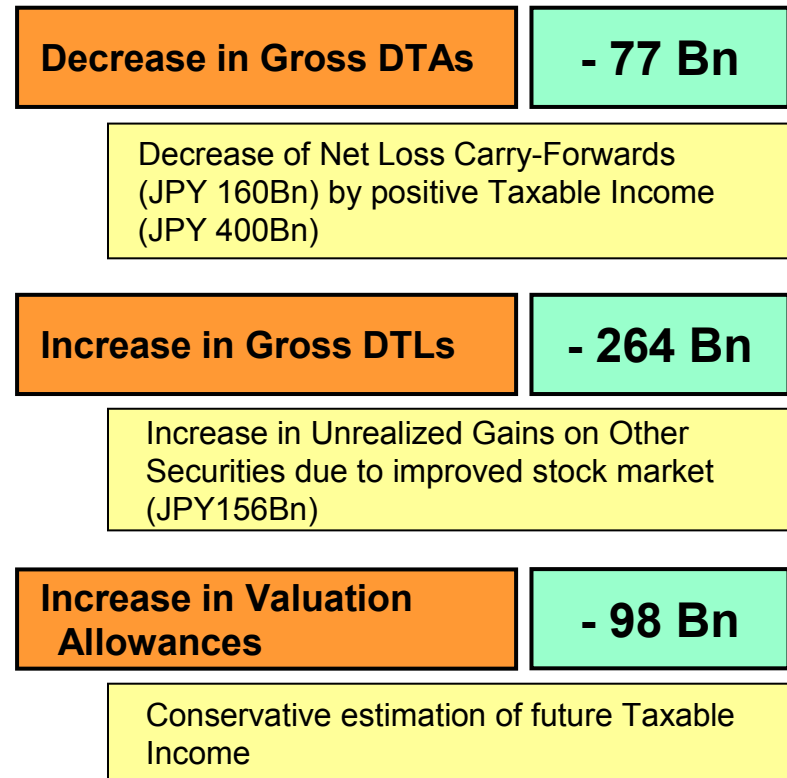 Decrease in Gross DTAs
- 77 Bn
Decrease of Net Loss Carry-Forwards
(JPY 160Bn) by positive Taxable Income
(JPY 400Bn)
Increase in Gross DTLs
- 264 Bn
Increase in Unrealized Gains on Other
Securities due to improved stock market
(JPY156Bn)
Increase in Valuation
Allowances
- 98 Bn
Conservative estimation of future Taxable
Income